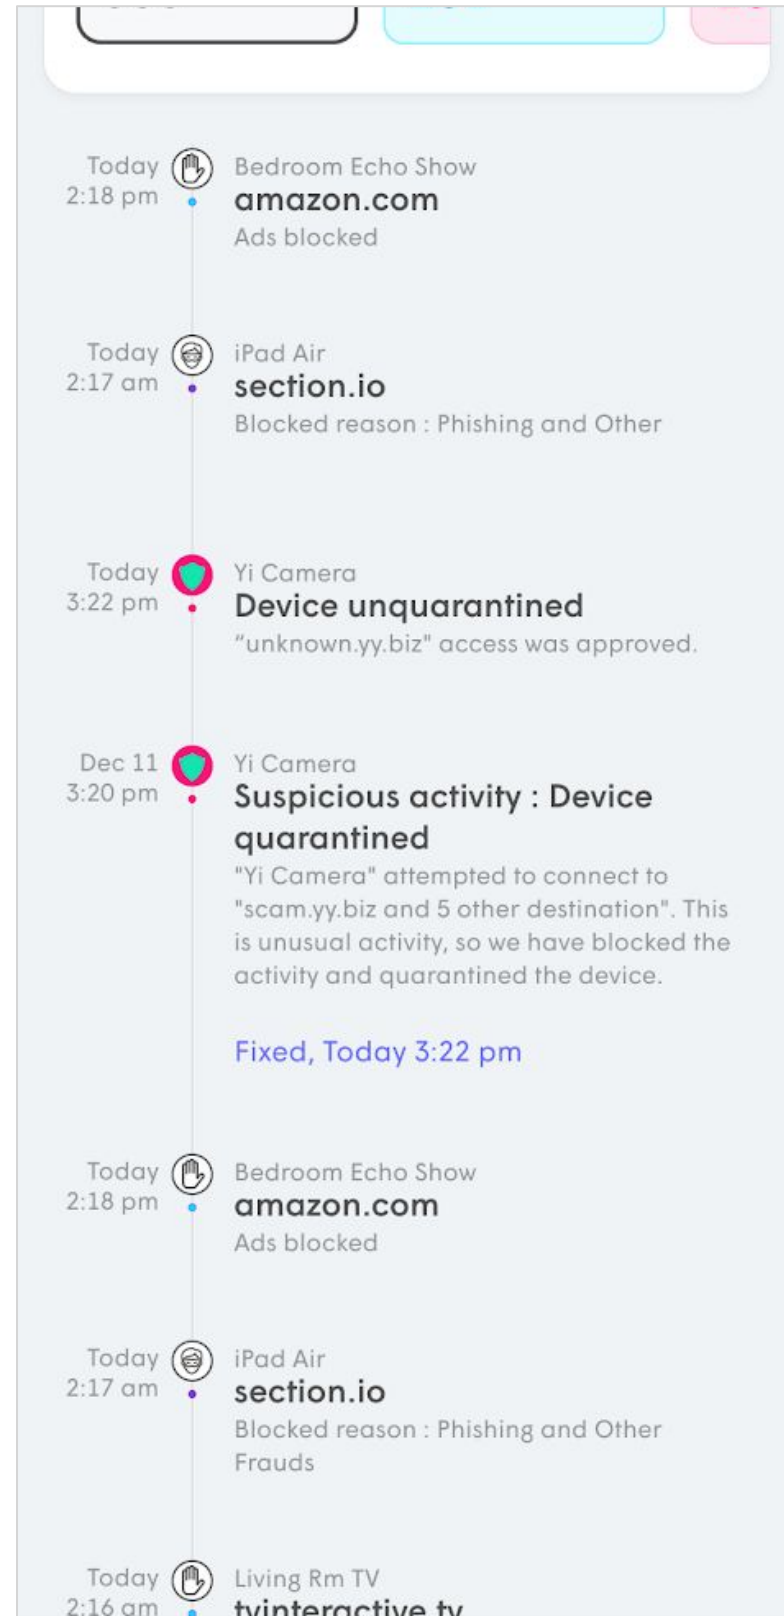 Today
2:18 pm
Bedroom Echo Show
amazon.com
Ads blocked
Today
2:17 am
iPad Air
section.io
Blocked reason : Phishing and Other
Today
3:22 pm
Yi Camera
Device unquarantined
“unknown.yy.biz" access was approved.
Dec 11
3:20 pm
Yi Camera
Suspicious activity : Device
quarantined
"Yi Camera" attempted to connect to
"scam.yy.biz and 5 other destination". This
is unusual activity, so we have blocked the
activity and quarantined the device.
Fixed, Today 3:22 pm
Today
2:18 pm
Bedroom Echo Show
amazon.com
Ads blocked
Today
2:17 am
iPad Air
section.io
Blocked reason : Phishing and Other
Frauds
Today
2:16 am
Living Rm TV
tvinteractive.tv